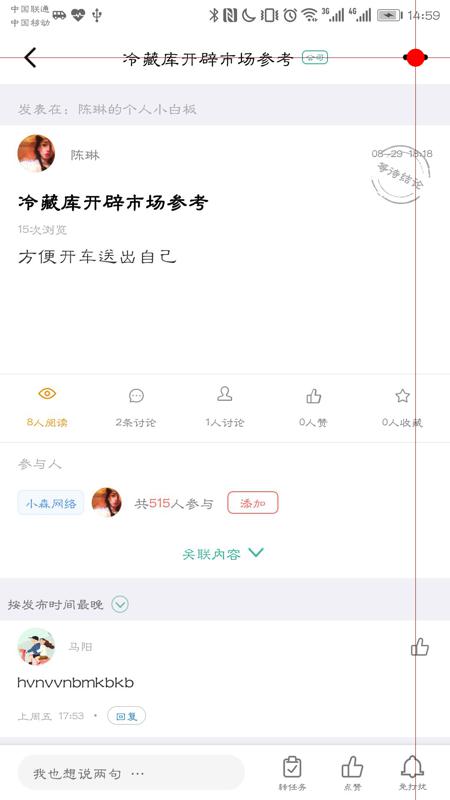 中国联通
中国移动
3G 4G 14:59
冷藏库开辟市场参考 公司
发表在：陈琳的个人小白板
陈琳
08-29 18:18
等待结论
冷藏库开辟市场参考
15次浏览
方便开车送出自己
8人阅读 2条讨论 1人讨论 0人赞 0人收藏
参与人
小森网络 共515人参与 添加
关联内容
按发布时间最晚
马阳
hvnvvnbmkbkb
上周五 17:53 · 回复
我也想说两句 ...
转任务 点赞 免打扰